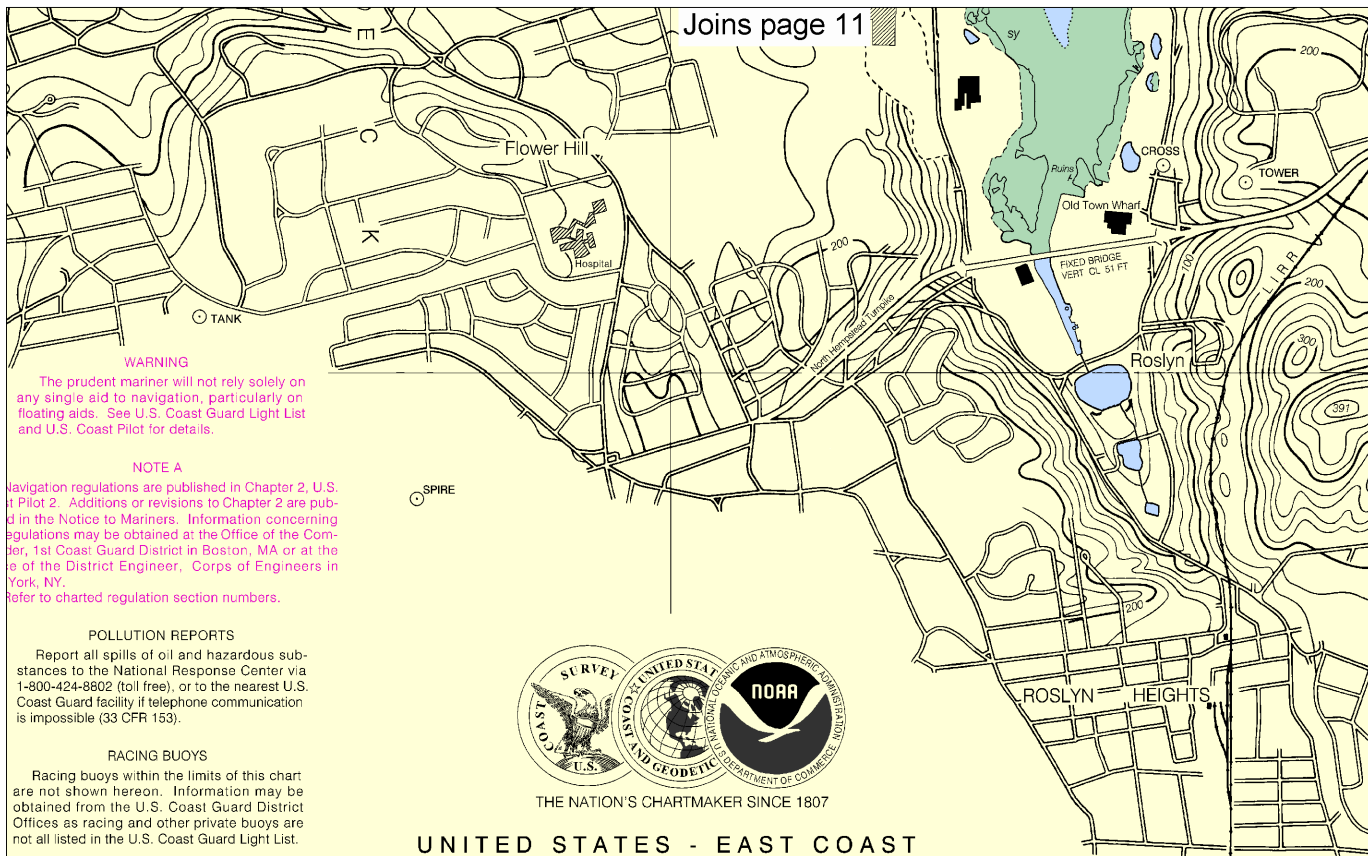 Joins page 11
E
C
K
sy
200
Flower Hill
Hospital
CROSS
TOWER
Ruins
Old Town Wharf
FIXED BRIDGE
VERT CL 51 FT
100
200
L I R R
200
300
391
North Hempstead Turnpike
Roslyn
TANK
SPIRE
200
ROSLYN HEIGHTS
WARNING
The prudent mariner will not rely solely on
any single aid to navigation, particularly on
floating aids. See U.S. Coast Guard Light List
and U.S. Coast Pilot for details.
NOTE A
Navigation regulations are published in Chapter 2, U.S.
st Pilot 2. Additions or revisions to Chapter 2 are pub-
d in the Notice to Mariners. Information concerning
egulations may be obtained at the Office of the Com-
der, 1st Coast Guard District in Boston, MA or at the
ce of the District Engineer, Corps of Engineers in
York, NY.
Refer to charted regulation section numbers.
POLLUTION REPORTS
Report all spills of oil and hazardous sub-
stances to the National Response Center via
1-800-424-8802 (toll free), or to the nearest U.S.
Coast Guard facility if telephone communication
is impossible (33 CFR 153).
RACING BUOYS
Racing buoys within the limits of this chart
are not shown hereon. Information may be
obtained from the U.S. Coast Guard District
Offices as racing and other private buoys are
not all listed in the U.S. Coast Guard Light List.
COAST SURVEY
U.S.
UNITED STAT
COAST AND GEODETIC
NATIONAL OCEANIC AND ATMOSPHERIC ADMINISTRATION
U S DEPARTMENT OF COMMERCE
NOAA
THE NATION'S CHARTMAKER SINCE 1807
UNITED STATES - EAST COAST